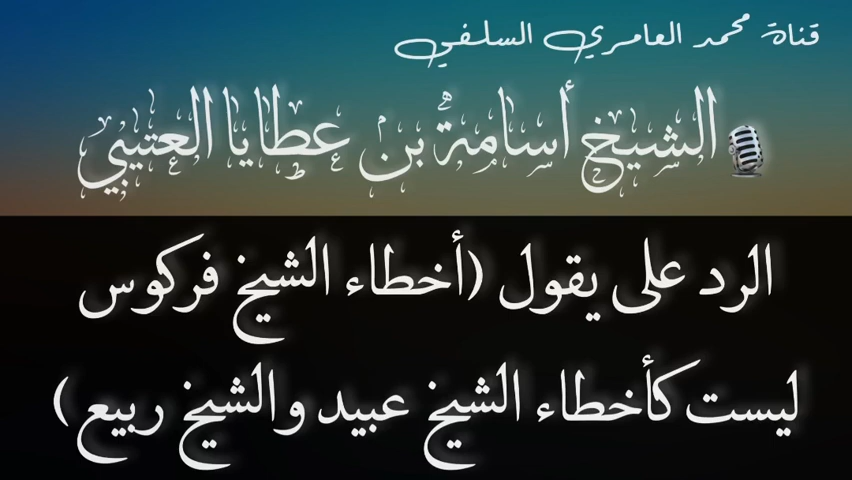 قناة محمد العامري السلفي
الشيخ أسامة بن عطايا العتيبي
الرد على يقول (أخطاء الشيخ فركوس
ليست كأخطاء الشيخ عبيد والشيخ ربيع)